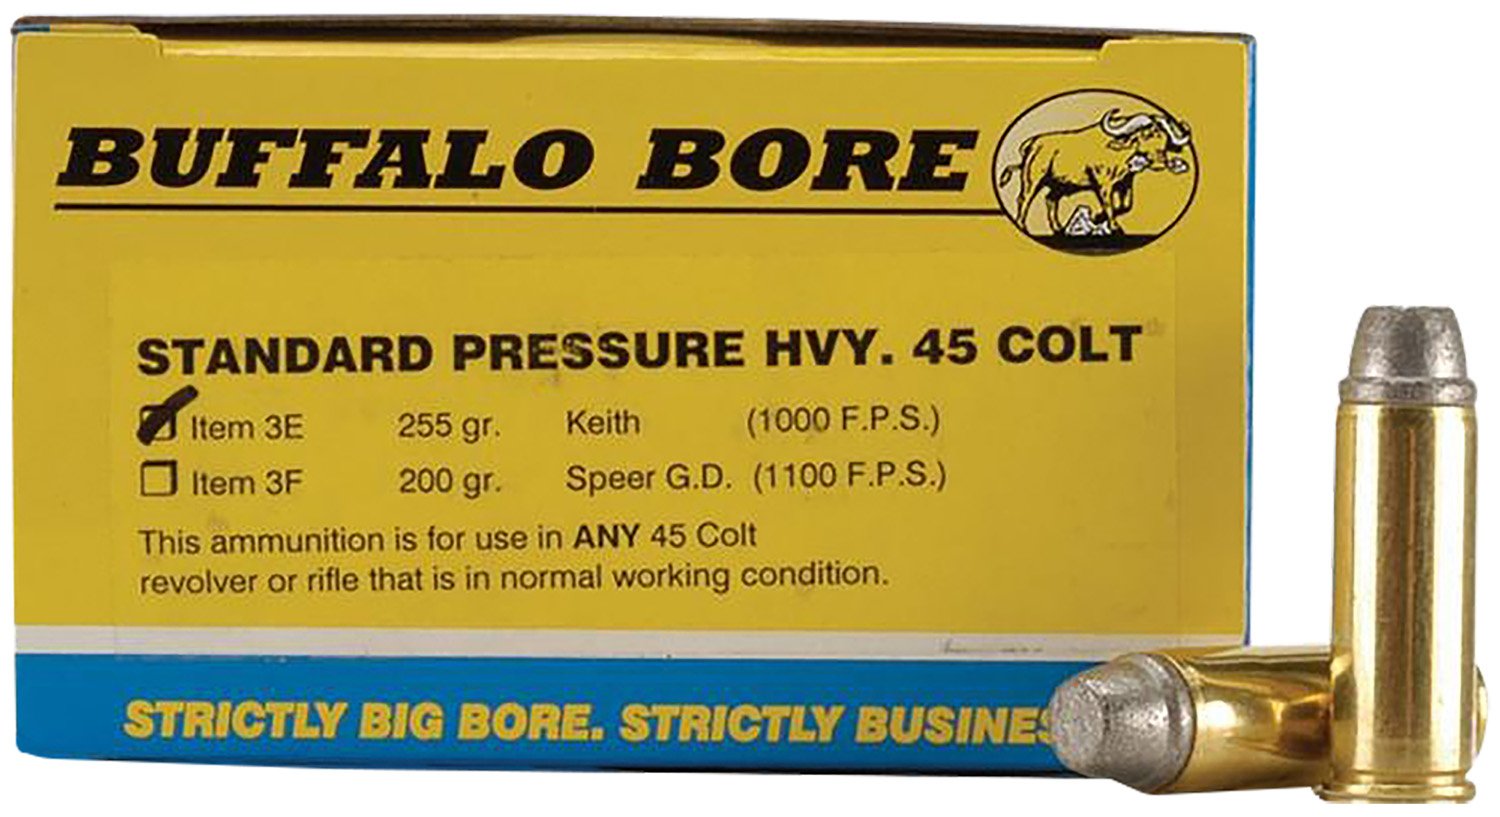 BUFFALO BORE
STANDARD PRESSURE HVY. 45 COLT
Item 3E 255 gr. Keith (1000 F.P.S.)
Item 3F 200 gr. Speer G.D. (1100 F.P.S.)
This ammunition is for use in ANY 45 Colt
revolver or rifle that is in normal working condition.
STRICTLY BIG BORE. STRICTLY BUSINES